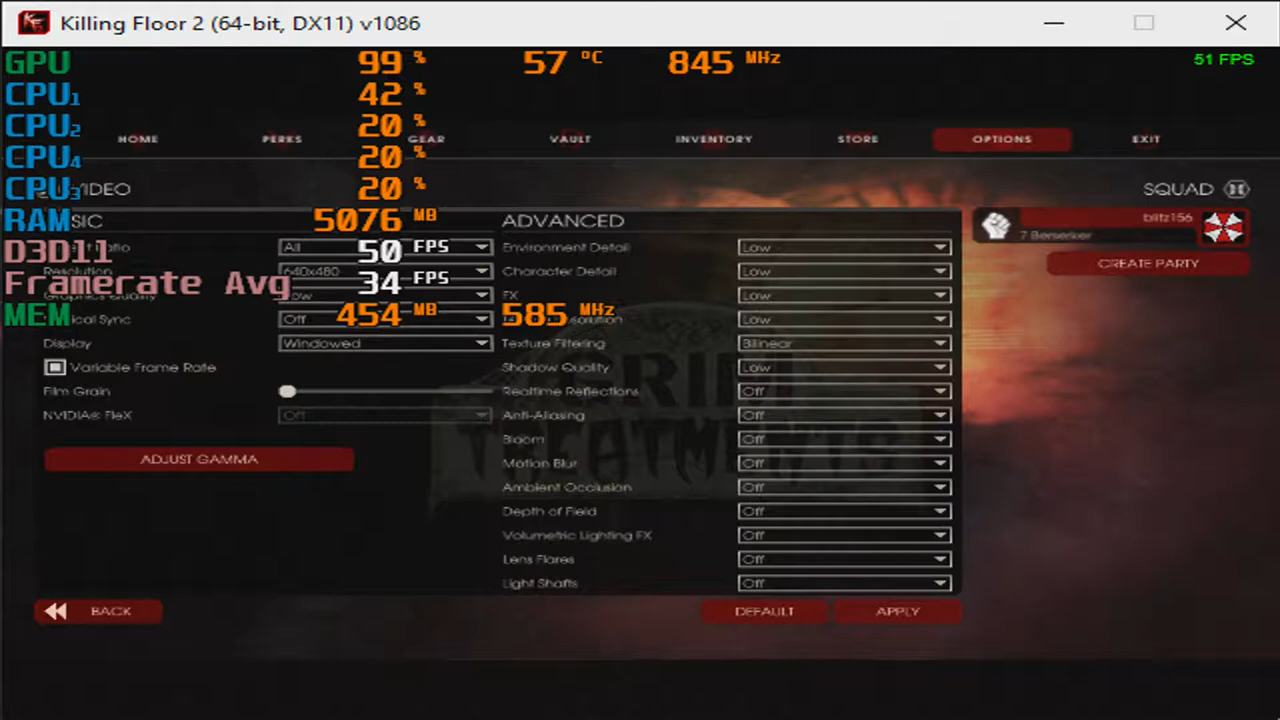 Killing Floor 2 (64-bit, DX11) v1086
GPU 99 % 57 °C 845 MHz 51 FPS
CPU1 42 %
CPU2 20 %
HOME PERKS GEAR VAULT INVENTORY STORE OPTIONS EXIT
CPU4 20 %
CPU3 20 %
VIDEO SQUAD
RAM 5076 MB
SIC ADVANCED blitz156
7 Berserker
D3D11 50 FPS
All Environment Detail Low
CREATE PARTY
Resolution 640x480 Character Detail Low
Framerate Avg 34 FPS
Low FX Low
MEM 454 MB 585 MHz
ical Sync Off Low
Display Windowed Texture Filtering Bilinear
Variable Frame Rate Shadow Quality Low
Film Grain Realtime Reflections Off
NVIDIA® FleX Off Anti-Aliasing Off
GRIM TREATMENTS
Bloom Off
ADJUST GAMMA Motion Blur Off
Ambient Occlusion Off
Depth of Field Off
Volumetric Lighting FX Off
Lens Flares Off
Light Shafts Off
BACK DEFAULT APPLY